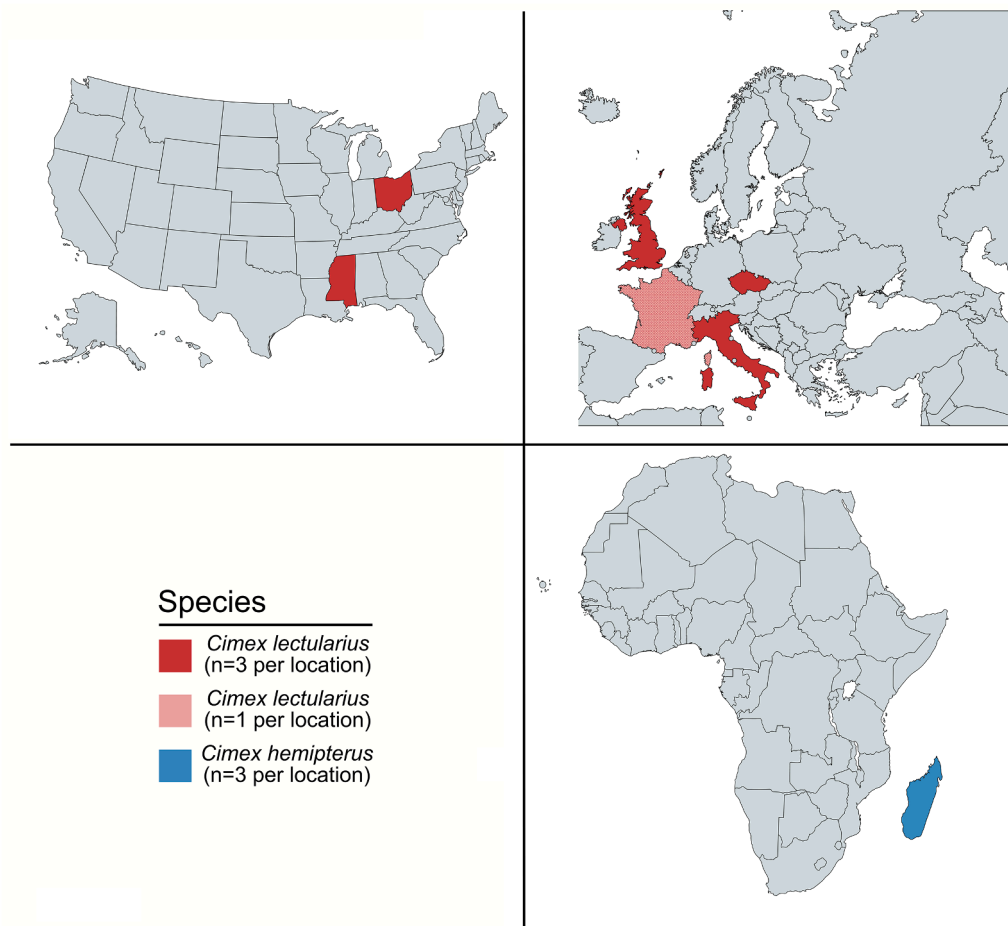 Species
Cimex lectularius
(n=3 per location)
Cimex lectularius
(n=1 per location)
Cimex hemipterus
(n=3 per location)